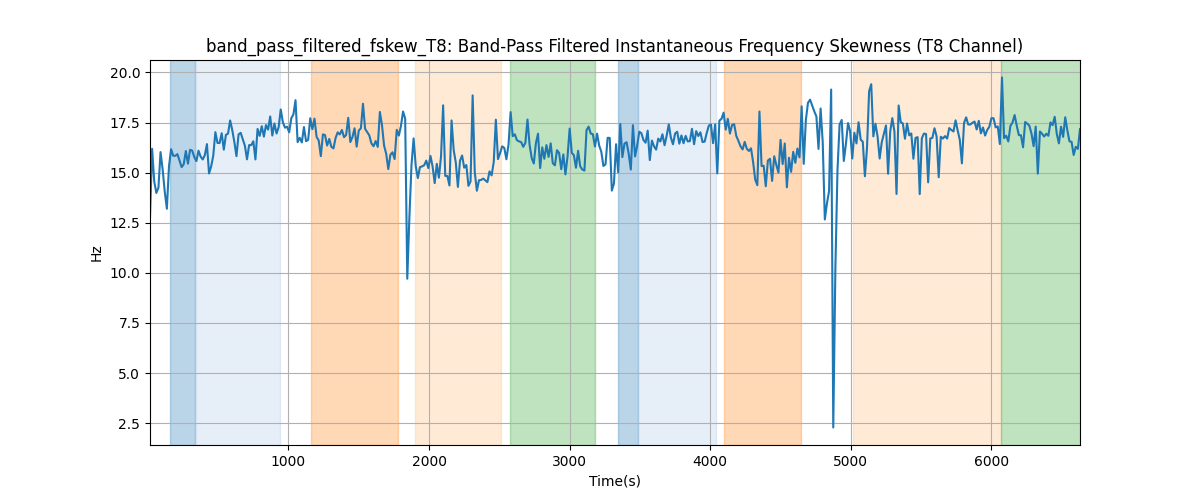 band_pass_filtered_fskew_T8: Band-Pass Filtered Instantaneous Frequency Skewness (T8 Channel)
20.0
17.5
15.0
12.5
10.0
7.5
5.0
2.5
Hz
1000 2000 3000 4000 5000 6000
Time(s)